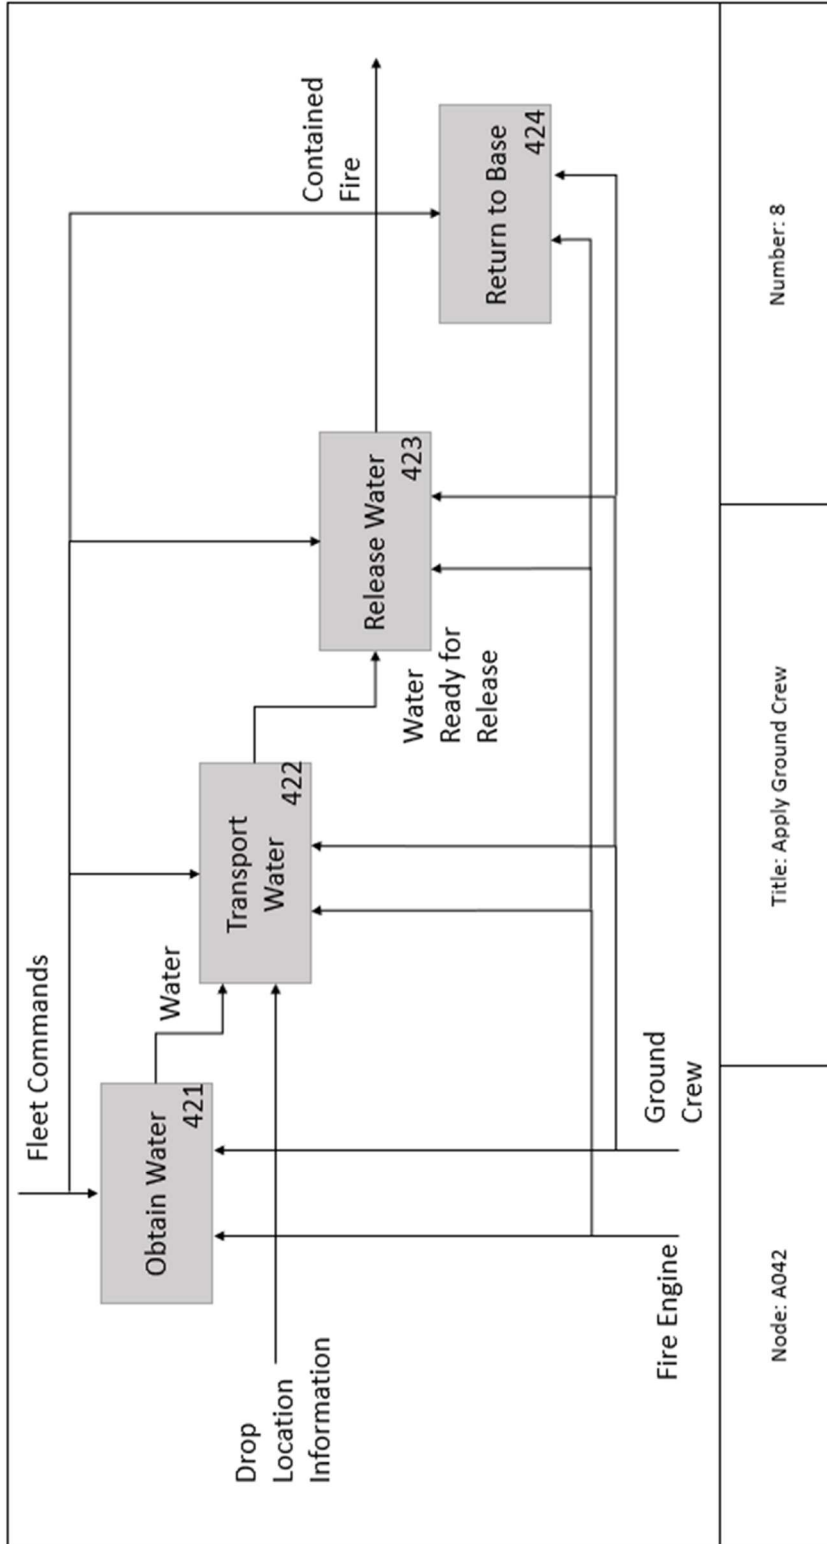 Fleet Commands
Obtain Water
421
Water
Transport
Water
422
Drop
Location
Information
Water
Ready for
Release
Release Water
423
Contained
Fire
Return to Base
424
Fire Engine
Ground
Crew
Node: A042
Title: Apply Ground Crew
Number: 8